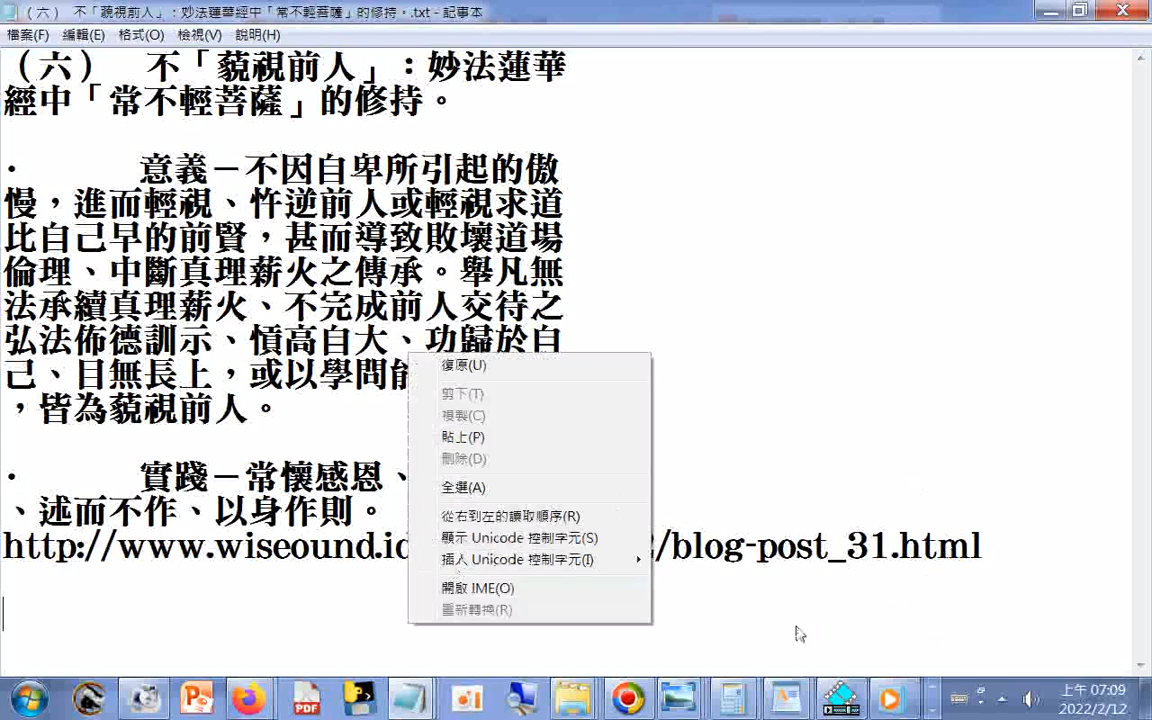 （六） 不「藐視前人」：妙法蓮華經中「常不輕菩薩」的修持。.txt - 記事本
檔案(F) 編輯(E) 格式(O) 檢視(V) 說明(H)
（六） 不「藐視前人」：妙法蓮華
經中「常不輕菩薩」的修持。
· 意義－不因自卑所引起的傲
慢，進而輕視、忤逆前人或輕視求道
比自己早的前賢，甚而導致敗壞道場
倫理、中斷真理薪火之傳承。舉凡無
法承續真理薪火、不完成前人交待之
弘法佈德訓示、慎高自大、功歸於自
己、目無長上，或以學問
，皆為藐視前人。
· 實踐－常懷感恩、
、述而不作、以身作則。
http://www.wiseound.id
2/blog-post_31.html
復原(U)
剪下(T)
複製(C)
貼上(P)
刪除(D)
全選(A)
從右到左的讀取順序(R)
顯示 Unicode 控制字元(S)
插入 Unicode 控制字元(I)
開啟 IME(O)
重新轉換(R)
上午 07:09
2022/2/12